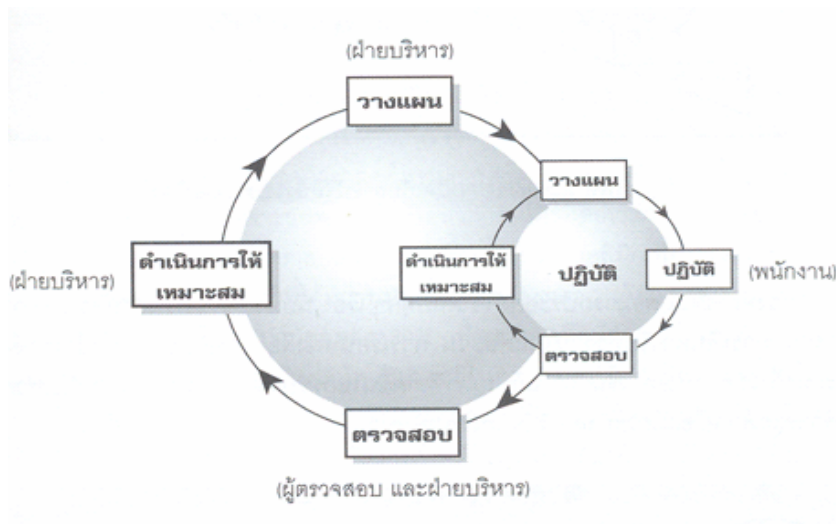 (ฝ่ายบริหาร)
วางแผน
วางแผน
(ฝ่ายบริหาร)
ดำเนินการให้
เหมาะสม
ดำเนินการให้
เหมาะสม
ปฏิบัติ
ปฏิบัติ
(พนักงาน)
ตรวจสอบ
ตรวจสอบ
(ผู้ตรวจสอบ และฝ่ายบริหาร)